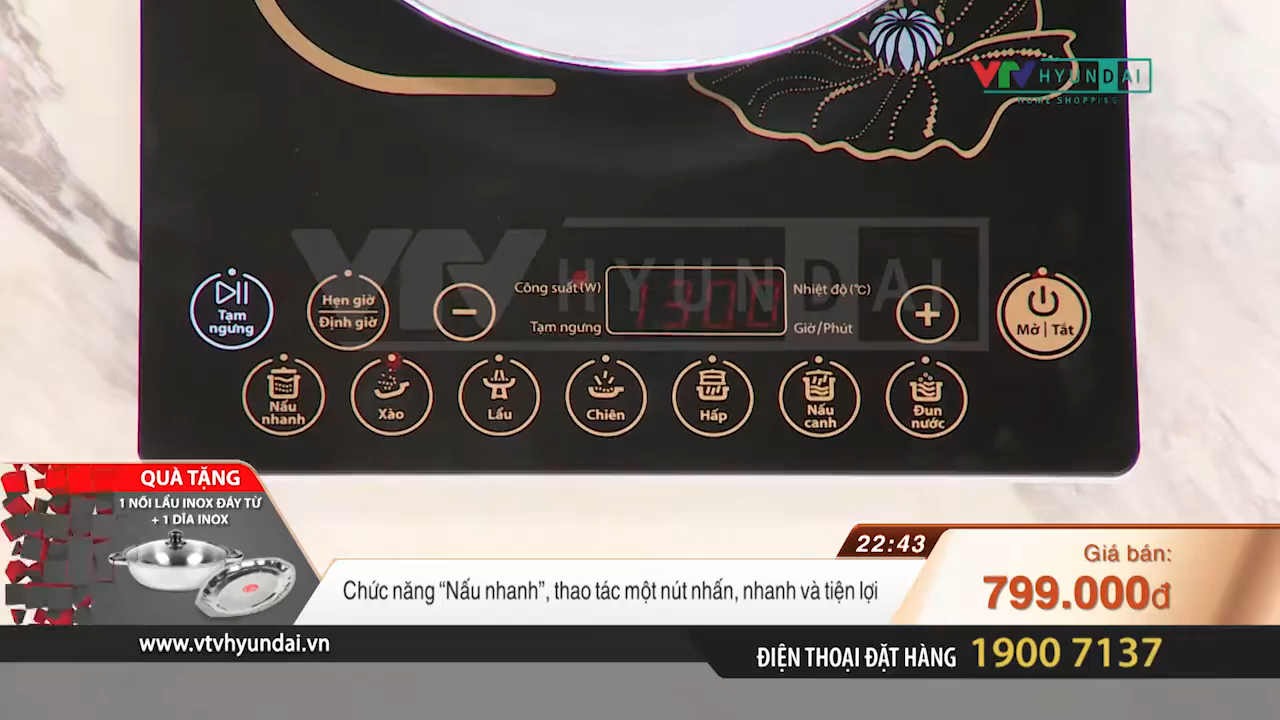 VTV HYUNDAI
HOME SHOPPING
VTV HYUNDAI
Công suất (W)
1300
Nhiệt độ (°C)
Tạm ngưng
Giờ/Phút
Tạm
ngưng
Hẹn giờ
Định giờ
Mở | Tắt
Nấu
nhanh
Xào
Lẩu
Chiên
Hấp
Nấu
canh
Đun
nước
QUÀ TẶNG
1 NỒI LẨU INOX ĐÁY TỪ
+ 1 DĨA INOX
22:43
Giá bán:
799.000đ
Chức năng “Nấu nhanh”, thao tác một nút nhấn, nhanh và tiện lợi
www.vtvhyundai.vn
ĐIỆN THOẠI ĐẶT HÀNG 1900 7137